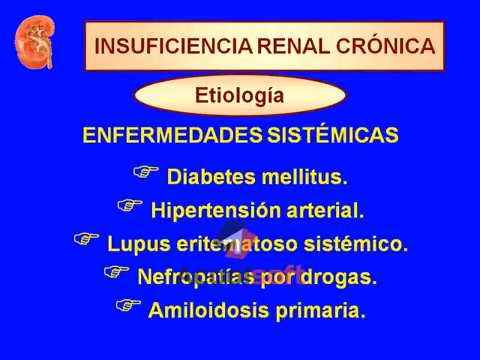 INSUFICIENCIA RENAL CRÓNICA
Etiología
ENFERMEDADES SISTÉMICAS
Diabetes mellitus.
Hipertensión arterial.
Lupus eritematoso sistémico.
Nefropatías por drogas.
Amiloidosis primaria.